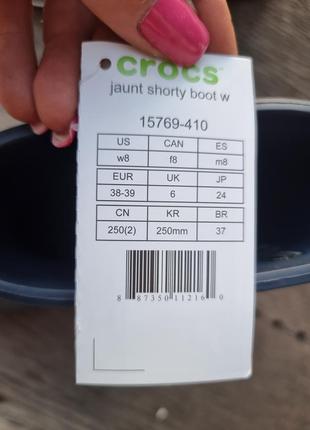 crocs™
jaunt shorty boot w
15769-410
US CAN ES
w8 f8 m8
EUR UK JP
38-39 6 24
CN KR BR
250(2) 250mm 37
8 87350 11216 0